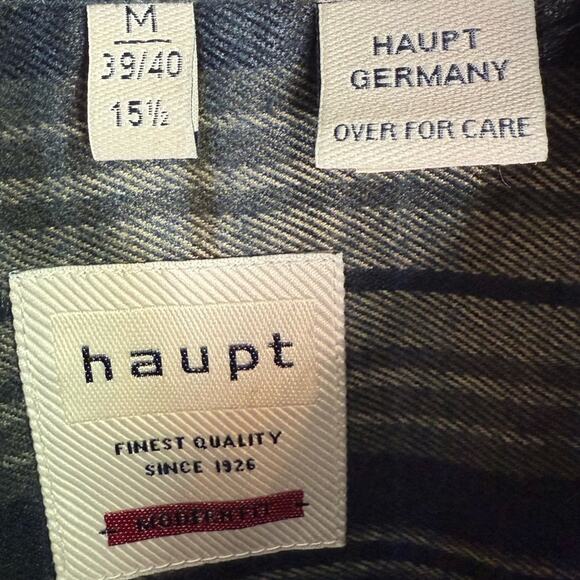 M
39/40
15½
HAUPT
GERMANY
OVER FOR CARE
haupt
FINEST QUALITY
SINCE 1926
MODERN FIT